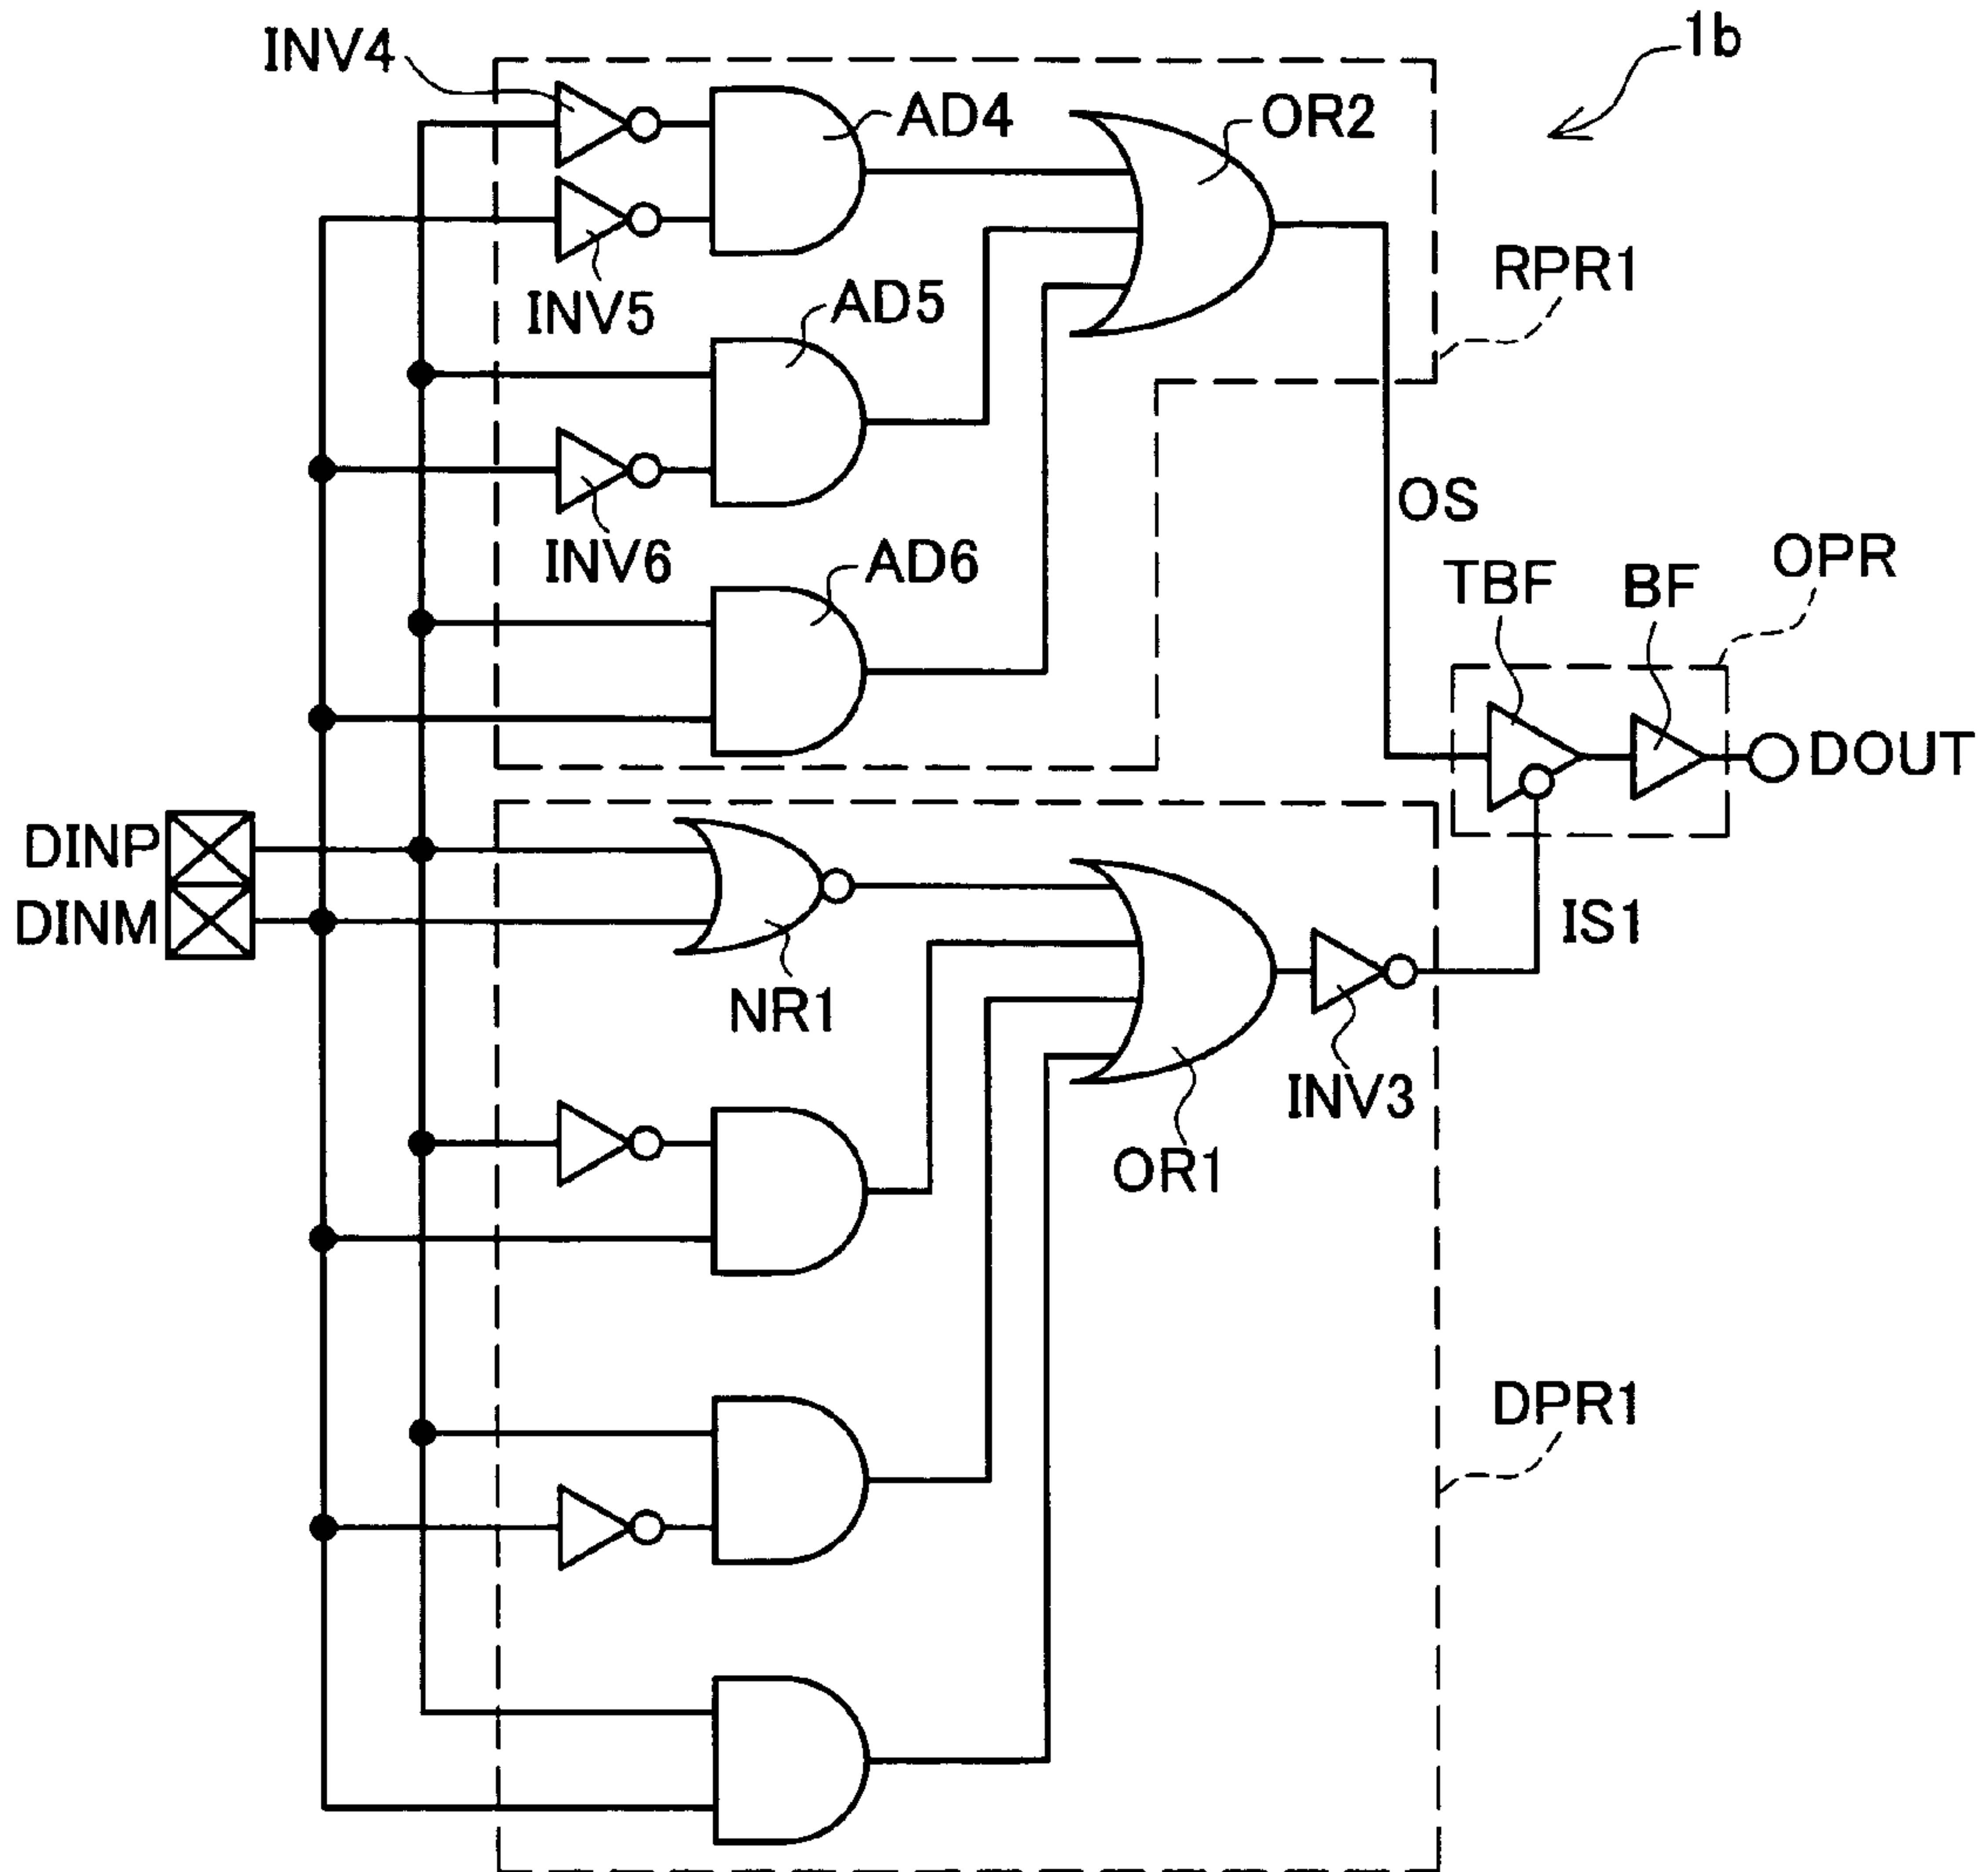 1b
INV4
AD4
OR2
RPR1
INV5
AD5
INV6
AD6
OS
TBF
BF
OPR
DOUT
DINP
DINM
NR1
IS1
INV3
OR1
DPR1